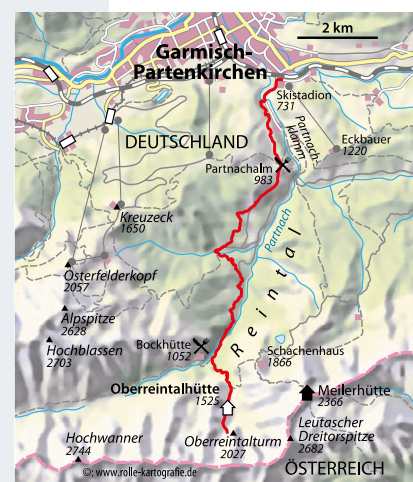 2 km
Garmisch-
Partenkirchen
Skistadion
731
Partnach-
klamm
DEUTSCHLAND
Eckbauer
1220
Partnachalm
983
Kreuzeck
1650
Partnach
Reintal
Osterfelderkopf
2057
Alpspitze
2628
Hochblassen
2703
Bockhütte
1052
Schachenhaus
1866
Oberreintalhütte
1525
Meilerhütte
2366
Hochwanner
2744
Oberreintalturm
2027
Leutascher
Dreitorspitze
2682
ÖSTERREICH
©: www.rolle-kartografie.de